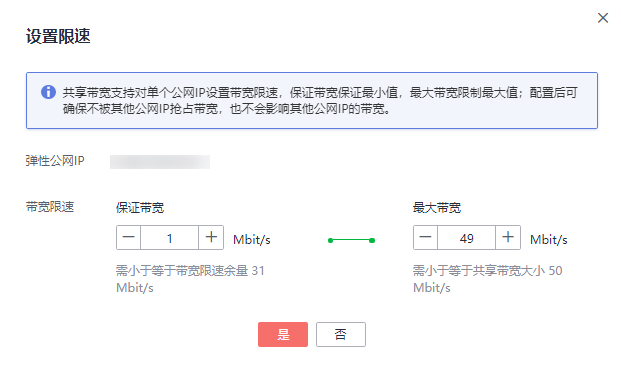 设置限速
共享带宽支持对单个公网IP设置带宽限速，保证带宽保证最小值，最大带宽限制最大值；配置后可
确保不被其他公网IP抢占带宽，也不会影响其他公网IP的带宽。
弹性公网IP
带宽限速
保证带宽
最大带宽
1 Mbit/s
49 Mbit/s
需小于等于带宽限速余量 31
Mbit/s
需小于等于共享带宽大小 50
Mbit/s
是
否